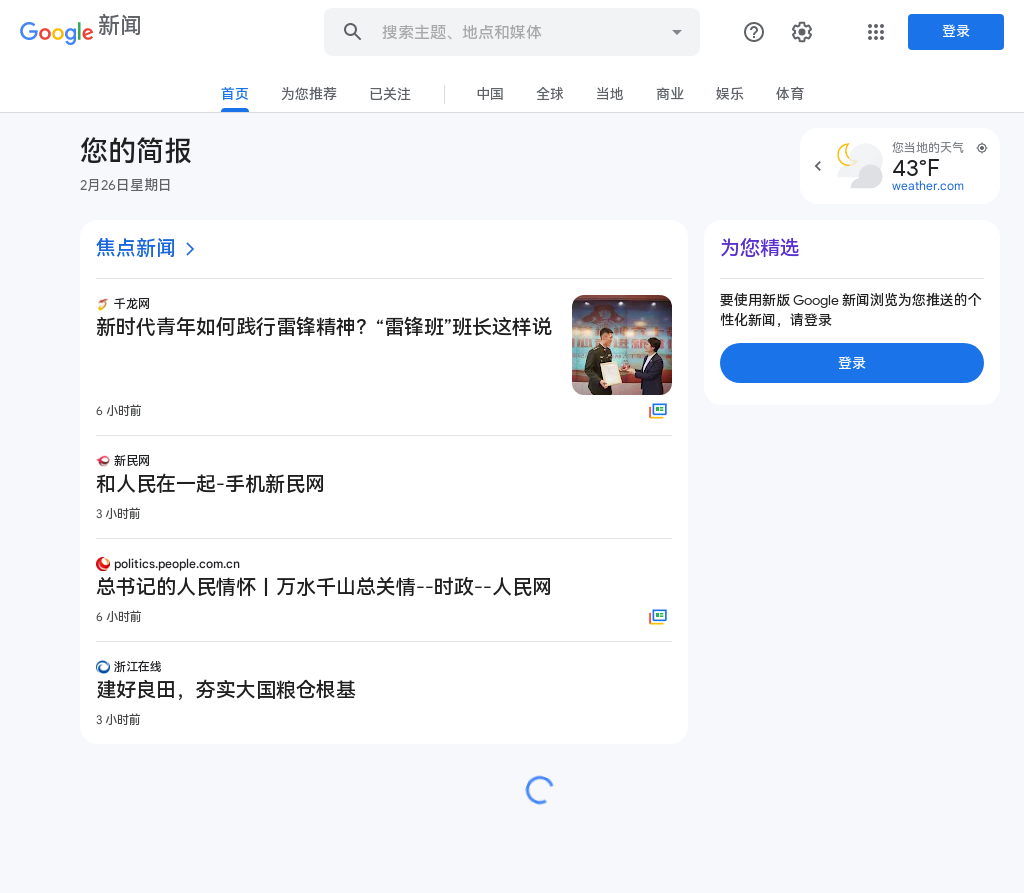 Google 新闻
搜索主题、地点和媒体
登录
首页 为您推荐 已关注 中国 全球 当地 商业 娱乐 体育
您的简报
2月26日星期日
您当地的天气
43°F
weather.com
焦点新闻
千龙网
新时代青年如何践行雷锋精神？“雷锋班”班长这样说
6 小时前
新民网
和人民在一起-手机新民网
3 小时前
politics.people.com.cn
总书记的人民情怀丨万水千山总关情--时政--人民网
6 小时前
浙江在线
建好良田，夯实大国粮仓根基
3 小时前
为您精选
要使用新版 Google 新闻浏览为您推送的个
性化新闻，请登录
登录